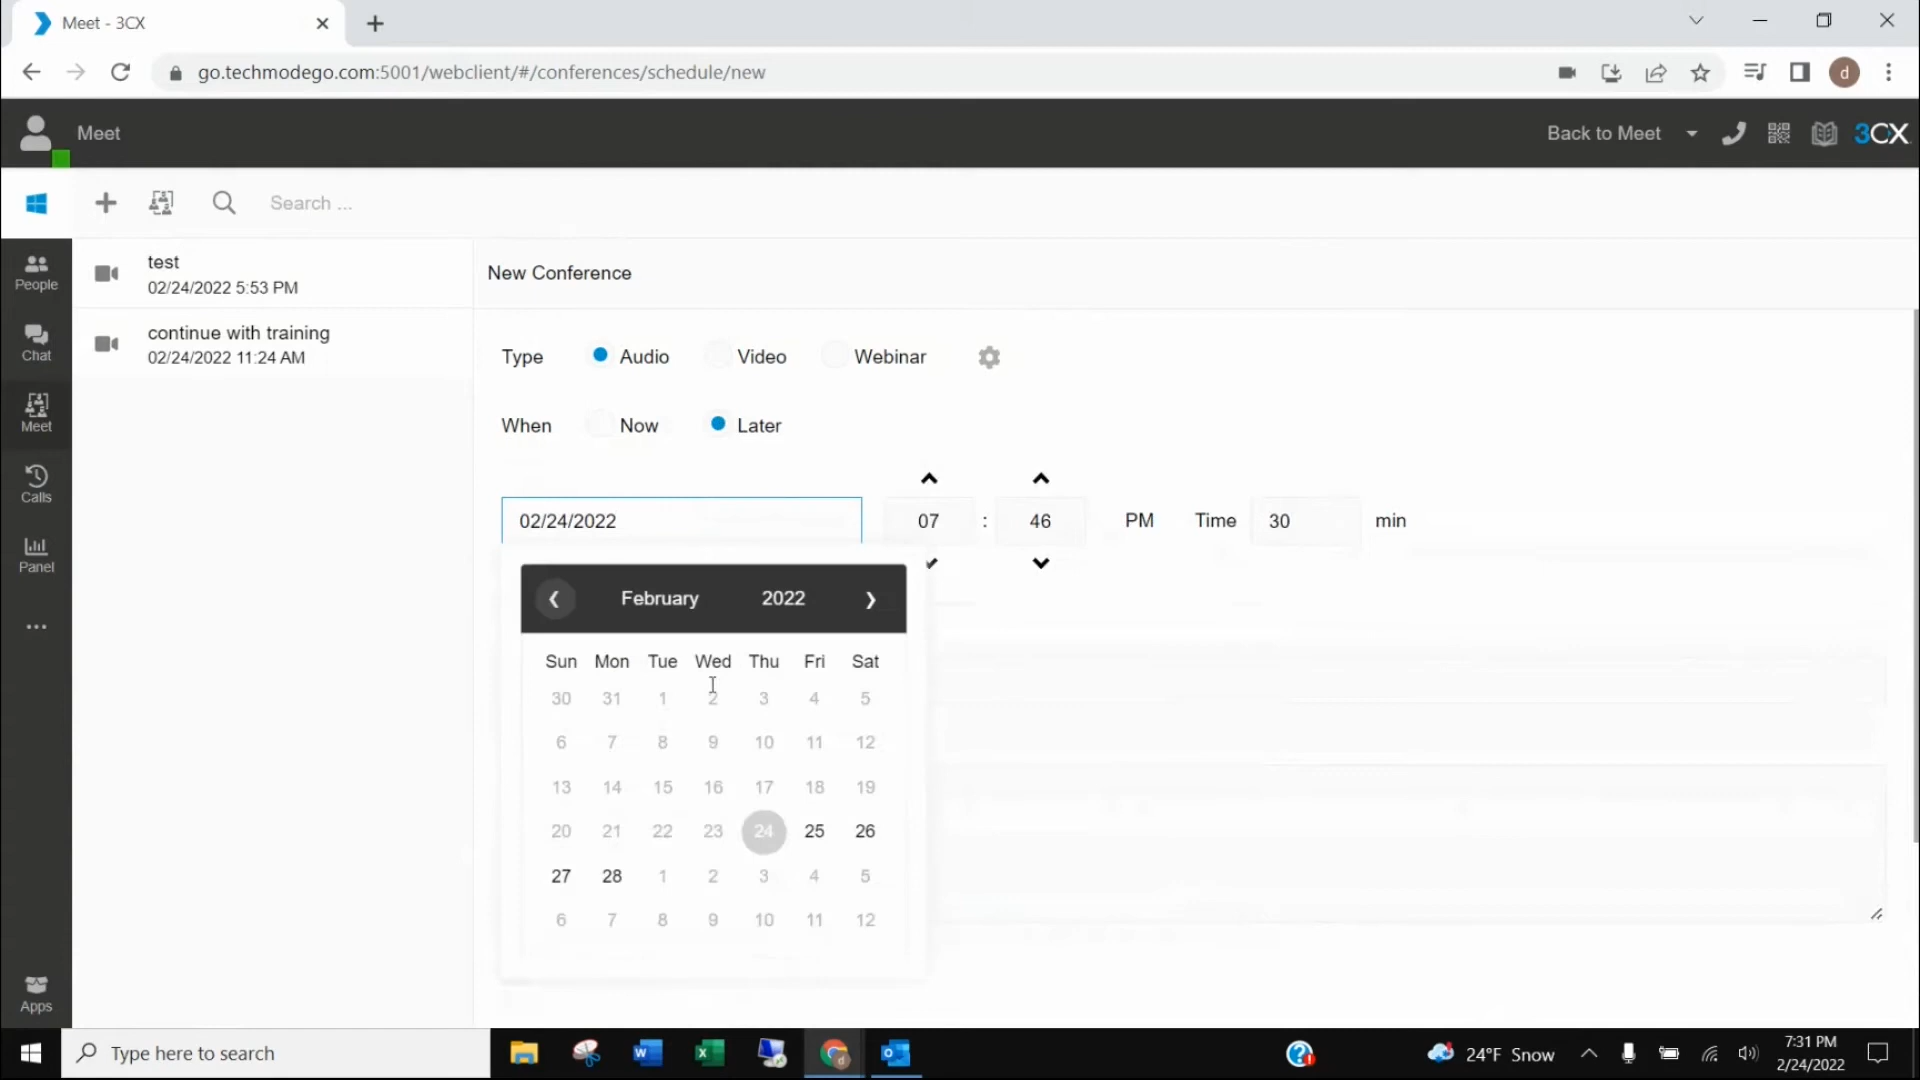 Meet - 3CX
go.techmodego.com:5001/webclient/#/conferences/schedule/new
d
Meet
Back to Meet
3CX
Search ...
People
Chat
Meet
Calls
Panel
Apps
test
02/24/2022 5:53 PM
continue with training
02/24/2022 11:24 AM
New Conference
Type Audio Video Webinar
When Now Later
02/24/2022 07 : 46 PM Time 30 min
February 2022
Sun Mon Tue Wed Thu Fri Sat
30 31 1 2 3 4 5
6 7 8 9 10 11 12
13 14 15 16 17 18 19
20 21 22 23 24 25 26
27 28 1 2 3 4 5
6 7 8 9 10 11 12
Type here to search
24°F Snow
7:31 PM
2/24/2022